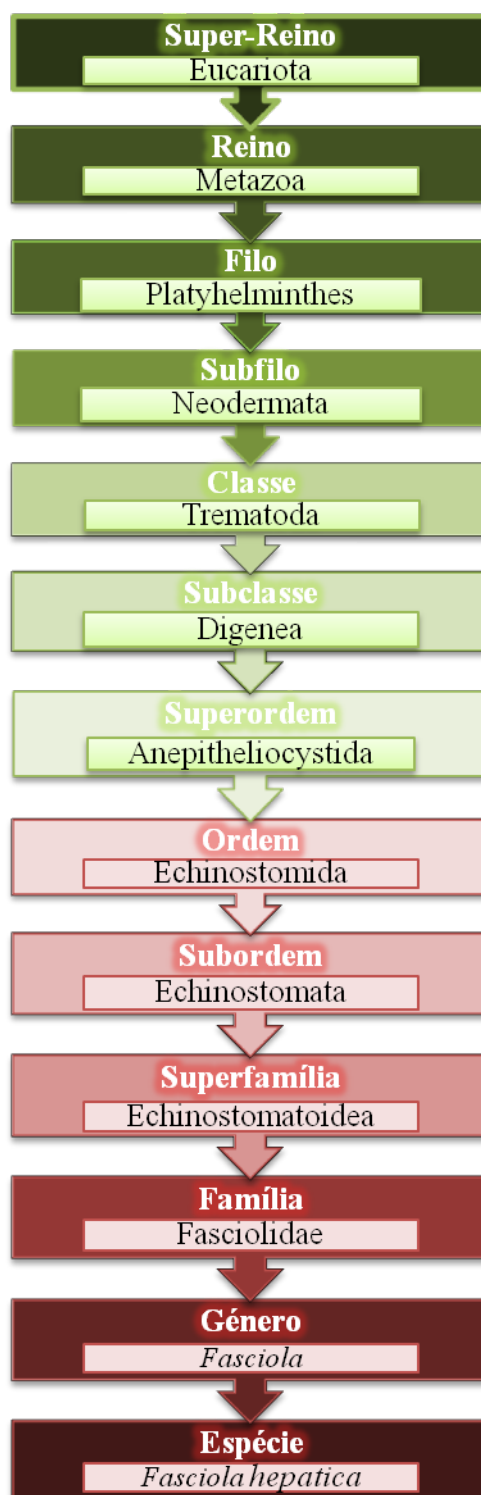 Super-Reino
Eucariota
Reino
Metazoa
Filo
Platyhelminthes
Subfilo
Neodermata
Classe
Trematoda
Subclasse
Digenea
Superordem
Anepitheliocystida
Ordem
Echinostomida
Subordem
Echinostomata
Superfamília
Echinostomatoidea
Família
Fasciolidae
Género
Fasciola
Espécie
Fasciola hepatica